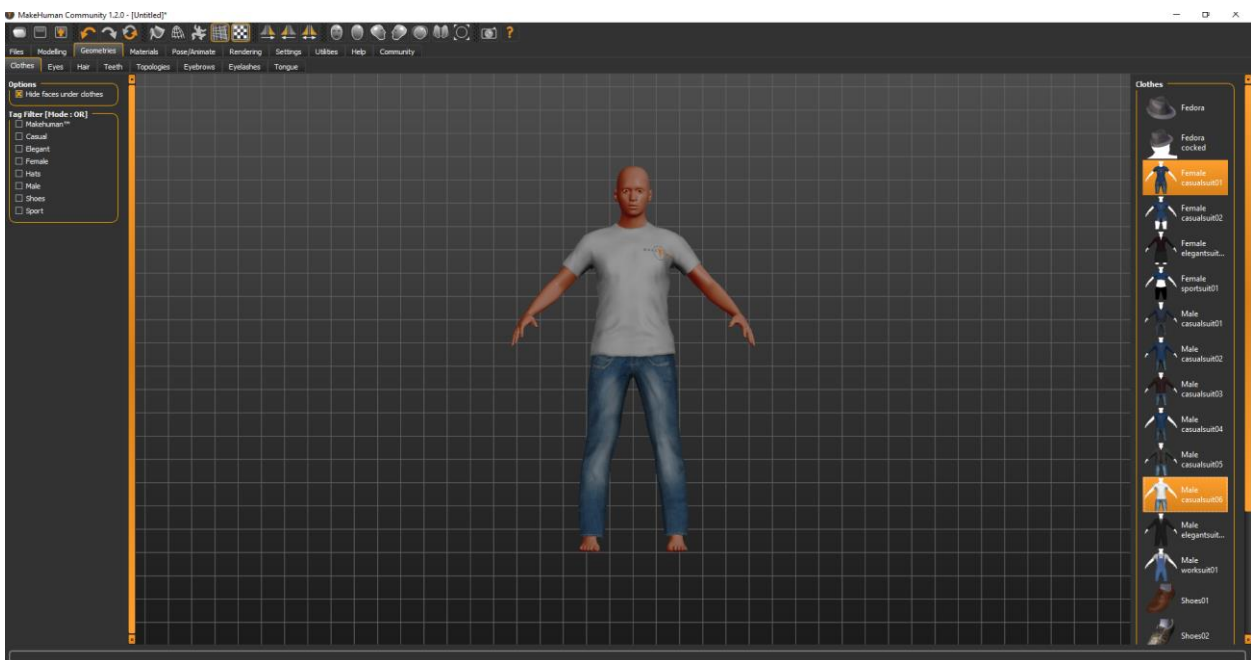 MakeHuman Community 1.2.0 - [Untitled]*
Files Modeling Geometries Materials Pose/Animate Rendering Settings Utilities Help Community
Clothes Eyes Hair Teeth Topologies Eyebrows Eyelashes Tongue
Options
Hide faces under clothes
Tag Filter [Mode : OR]
Makehuman™
Casual
Elegant
Female
Hats
Male
Shoes
Sport
Clothes
Fedora
Fedora
cocked
Female
casualsuit01
Female
casualsuit02
Female
elegantsuit...
Female
sportsuit01
Male
casualsuit01
Male
casualsuit02
Male
casualsuit03
Male
casualsuit04
Male
casualsuit05
Male
casualsuit06
Male
elegantsuit...
Male
worksuit01
Shoes01
Shoes02